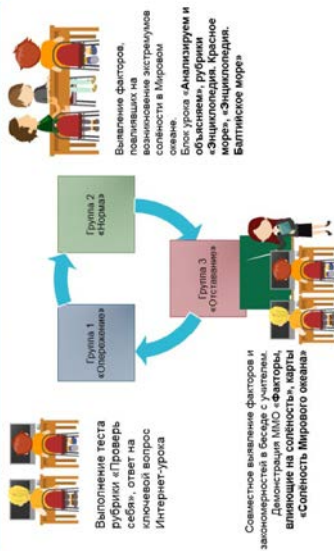 Выполнение теста
рубрики «Проверь
себя», ответ на
ключевой вопрос
Интернет-урока
Группа 1
«Опережение»
Группа 2
«Норма»
Группа 3
«Отставание»
Выявление факторов,
повлиявших на
возникновение экстремумов
солёности в Мировом
океане.
Блок урока «Анализируем и
объясняем», рубрики
«Энциклопедия. Красное
море», «Энциклопедия.
Балтийское море»
Совместное выявление факторов и
закономерностей в беседе с учителем.
Демонстрация ММО «Факторы,
влияющие на солёность», карты
«Солёность Мирового океана»